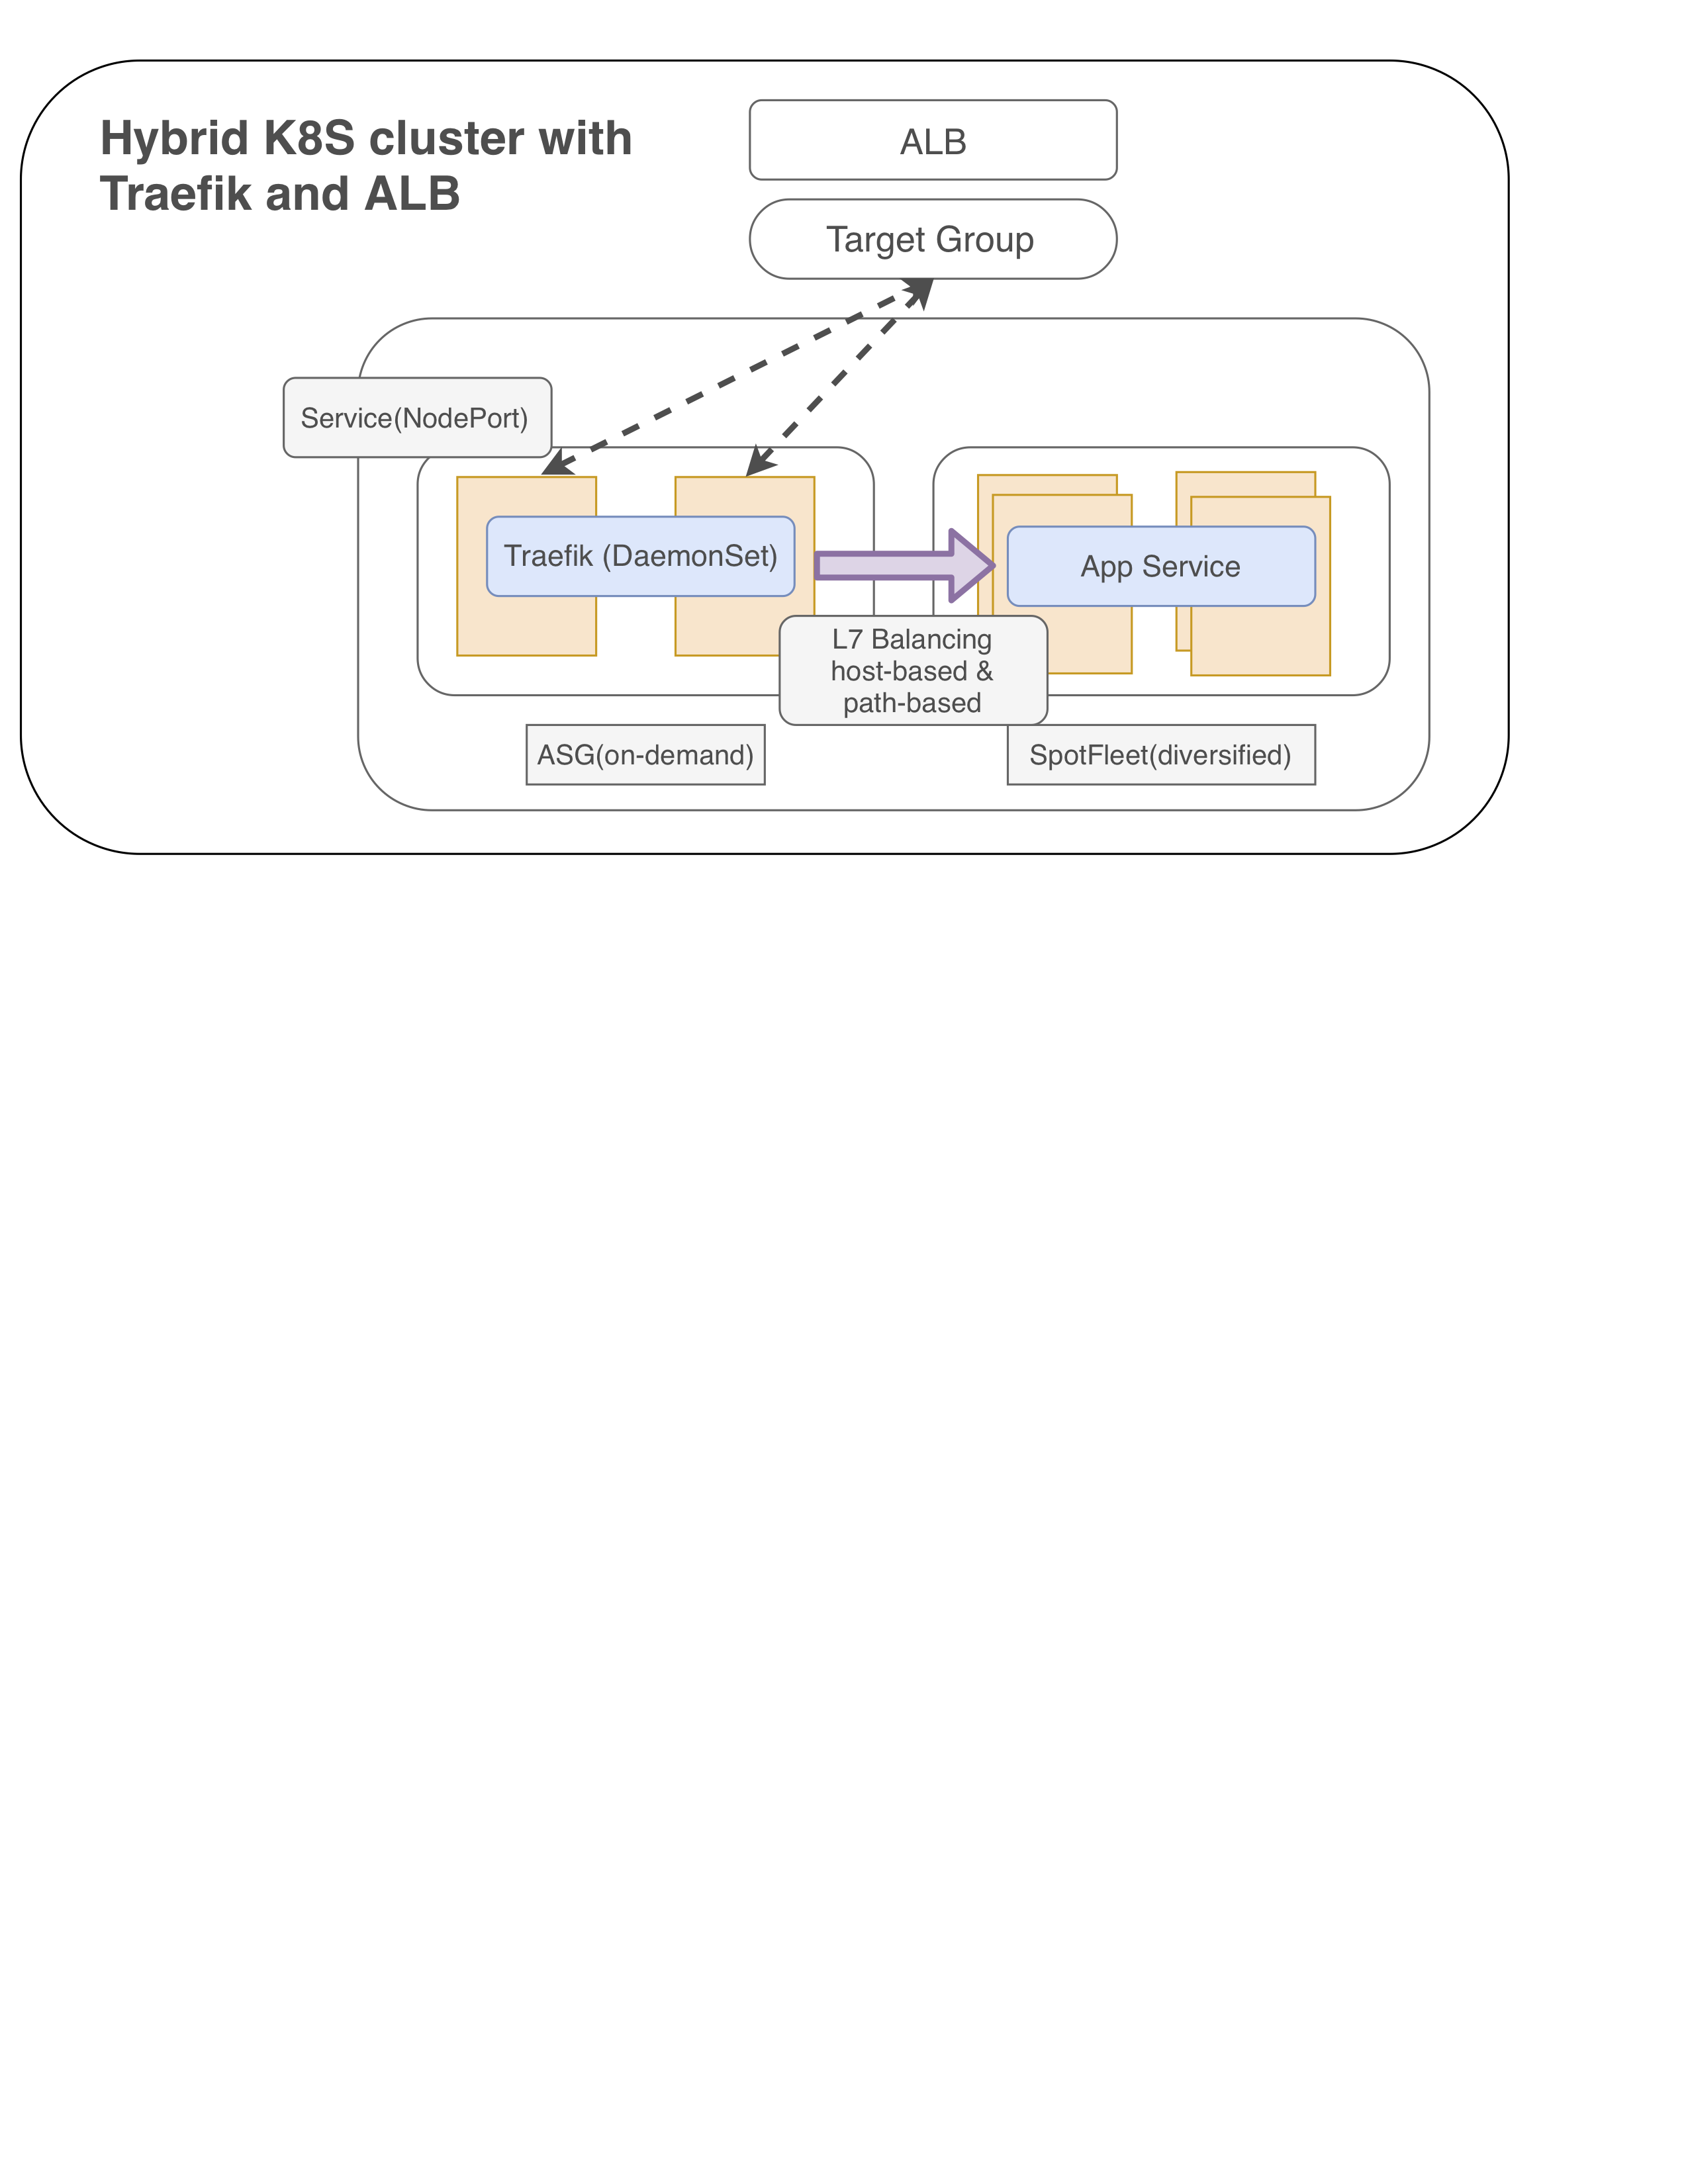 Hybrid K8S cluster with
Traefik and ALB
ALB
Target Group
Service(NodePort)
Traefik (DaemonSet)
App Service
L7 Balancing
host-based &
path-based
ASG(on-demand)
SpotFleet(diversified)